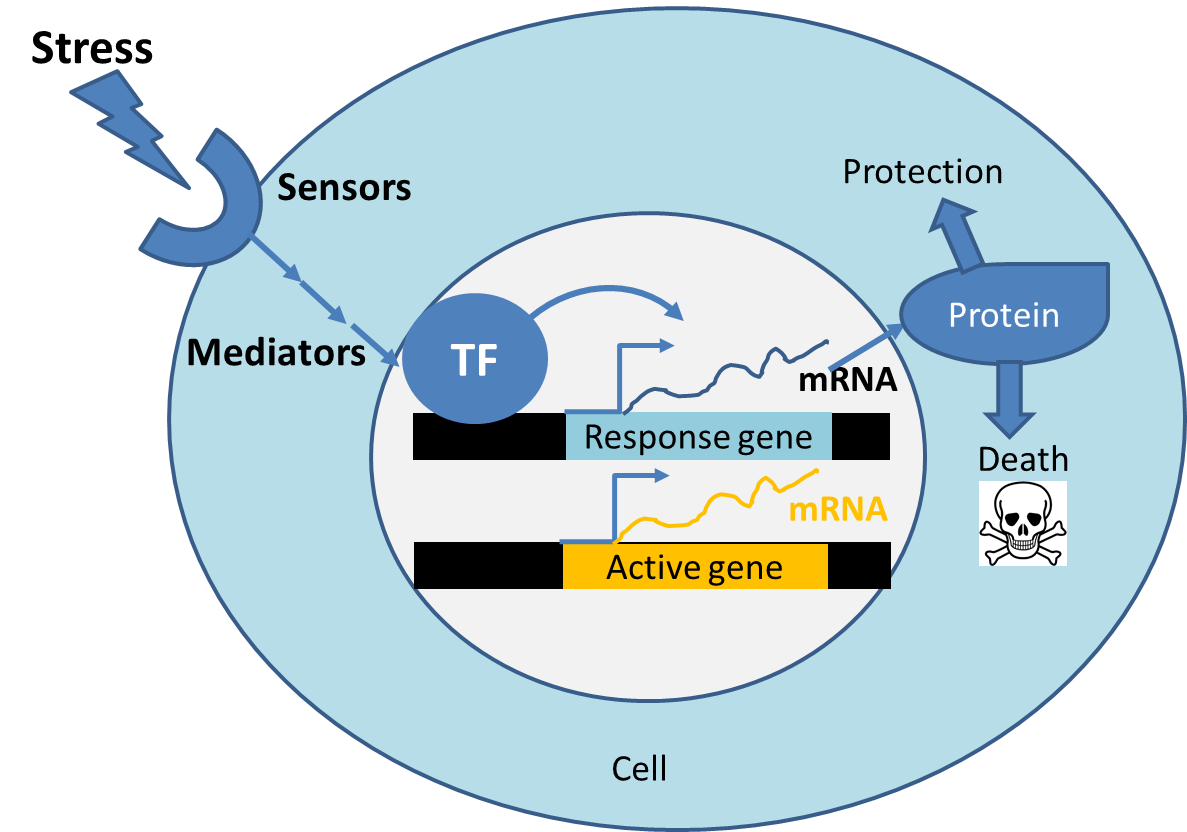 Stress
Sensors
Mediators
TF
Response gene
mRNA
Active gene
mRNA
Protein
Protection
Death
Cell